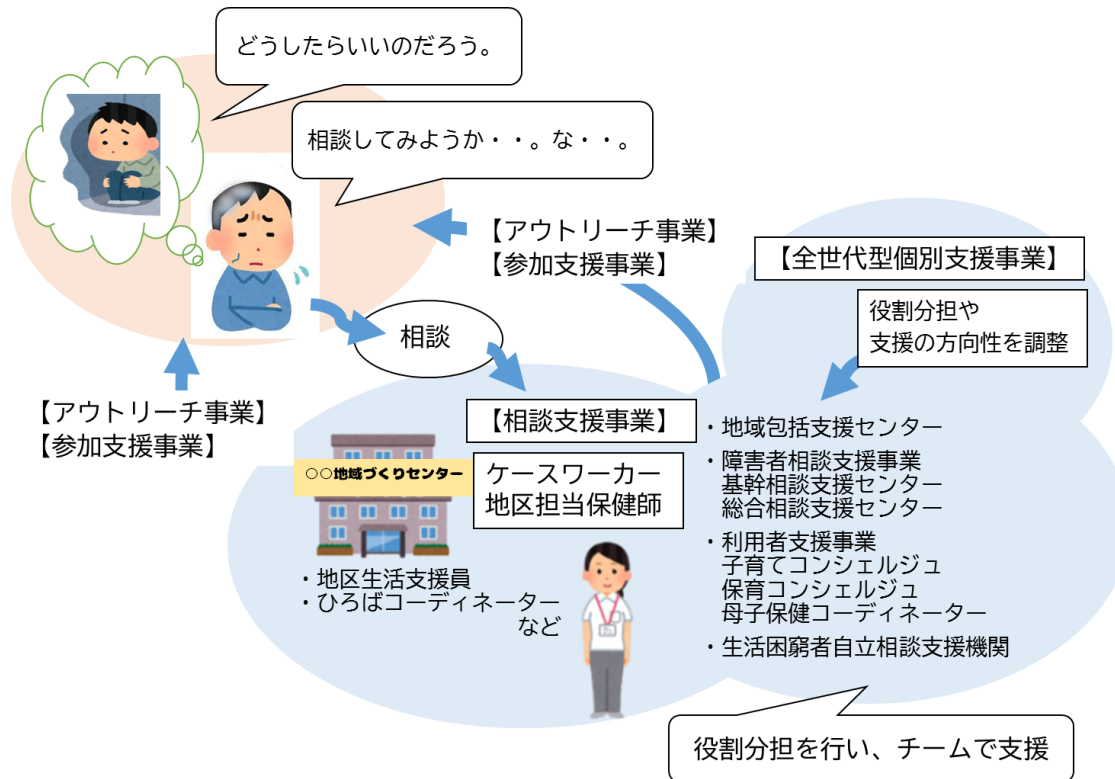 どうしたらいいのだろう。
相談してみようか・・。な・・。
【アウトリーチ事業】
【参加支援事業】
【全世代型個別支援事業】
役割分担や
支援の方向性を調整
相談
【アウトリーチ事業】
【参加支援事業】
【相談支援事業】
○○地域づくりセンター
ケースワーカー
地区担当保健師
・地区生活支援員
・ひろばコーディネーター
など
・地域包括支援センター
・障害者相談支援事業
基幹相談支援センター
総合相談支援センター
・利用者支援事業
子育てコンシェルジュ
保育コンシェルジュ
母子保健コーディネーター
・生活困窮者自立相談支援機関
役割分担を行い、チームで支援